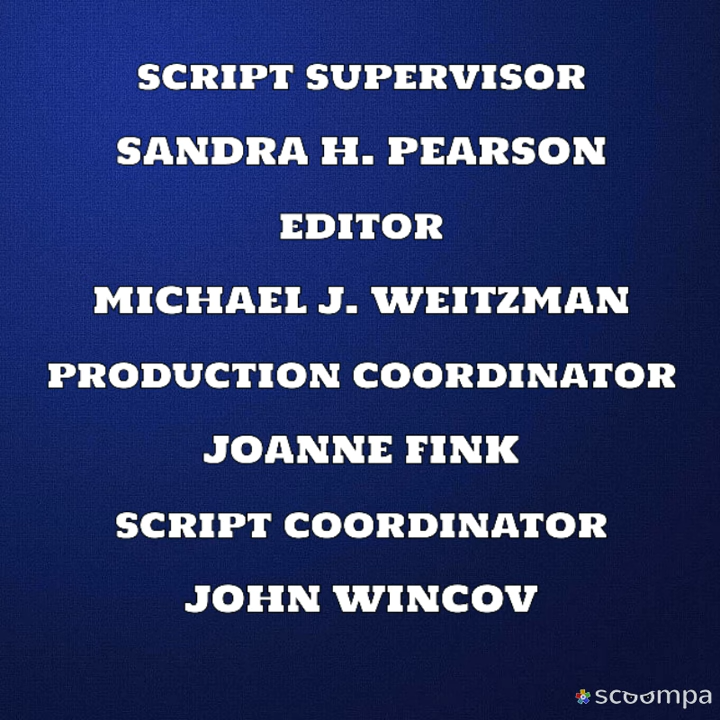 SCRIPT SUPERVISOR
SANDRA H. PEARSON
EDITOR
MICHAEL J. WEITZMAN
PRODUCTION COORDINATOR
JOANNE FINK
SCRIPT COORDINATOR
JOHN WINCOV
scoompa